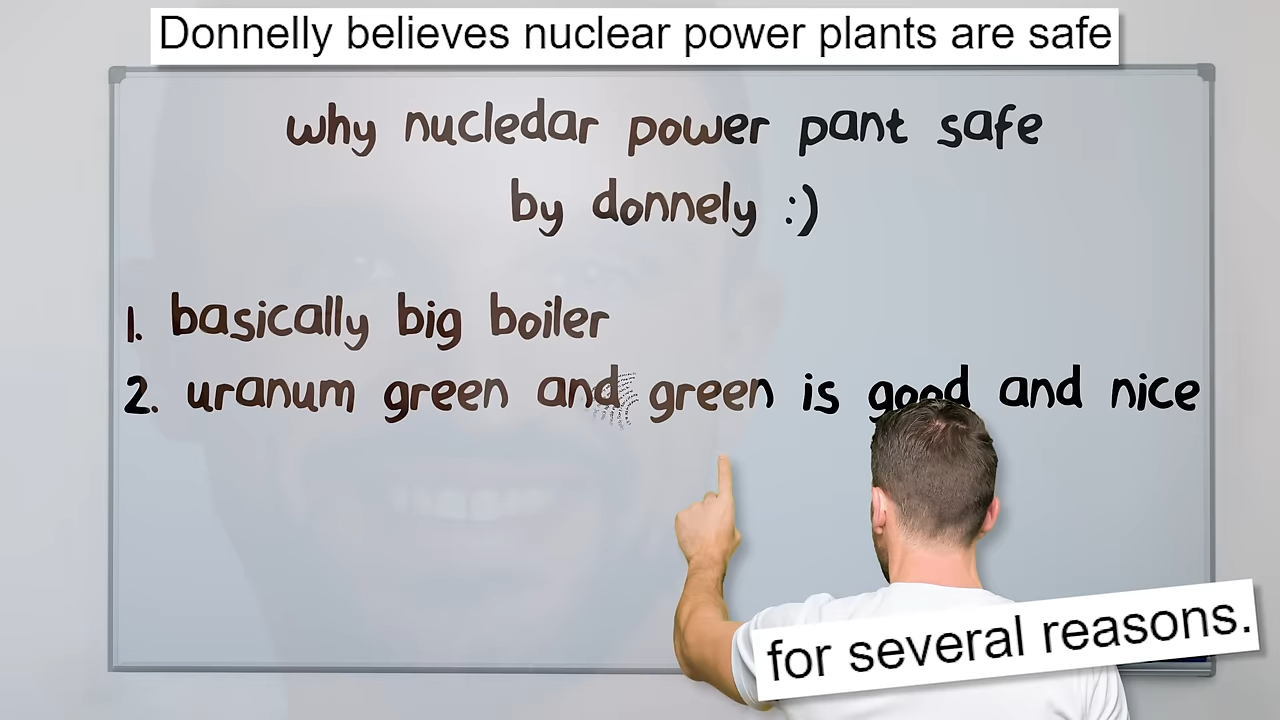 Donnelly believes nuclear power plants are safe
why nucledar power pant safe
by donnely :)
1. basically big boiler
2. uranum green and green is good and nice
for several reasons.